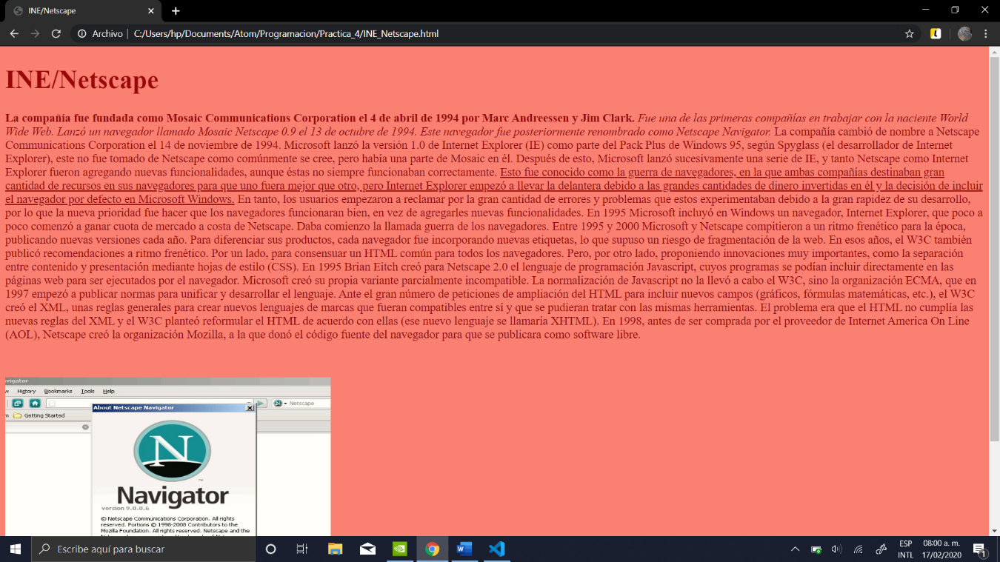 INE/Netscape
Archivo
C:/Users/hp/Documents/Atom/Programacion/Practica_4/INE_Netscape.html
INE/Netscape
La compañía fue fundada como Mosaic Communications Corporation el 4 de abril de 1994 por Marc Andreessen y Jim Clark. Fue una de las primeras compañías en trabajar con la naciente World
Wide Web. Lanzó un navegador llamado Mosaic Netscape 0.9 el 13 de octubre de 1994. Este navegador fue posteriormente renombrado como Netscape Navigator. La compañía cambió de nombre a Netscape
Communications Corporation el 14 de noviembre de 1994. Microsoft lanzó la versión 1.0 de Internet Explorer (IE) como parte del Pack Plus de Windows 95, según Spyglass (el desarrollador de Internet
Explorer), este no fue tomado de Netscape como comúnmente se cree, pero había una parte de Mosaic en él. Después de esto, Microsoft lanzó sucesivamente una serie de IE, y tanto Netscape como Internet
Explorer fueron agregando nuevas funcionalidades, aunque éstas no siempre funcionaban correctamente. Esto fue conocido como la guerra de navegadores, en la que ambas compañías destinaban gran
cantidad de recursos en sus navegadores para que uno fuera mejor que otro, pero Internet Explorer empezó a llevar la delantera debido a las grandes cantidades de dinero invertidas en él y la decisión de incluir
el navegador por defecto en Microsoft Windows. En tanto, los usuarios empezaron a reclamar por la gran cantidad de errores y problemas que estos experimentaban debido a la gran rapidez de su desarrollo,
por lo que la nueva prioridad fue hacer que los navegadores funcionaran bien, en vez de agregarles nuevas funcionalidades. En 1995 Microsoft incluyó en Windows un navegador, Internet Explorer, que poco a
poco comenzó a ganar cuota de mercado a costa de Netscape. Daba comienzo la llamada guerra de los navegadores. Entre 1995 y 2000 Microsoft y Netscape compitieron a un ritmo frenético para la época,
publicando nuevas versiones cada año. Para diferenciar sus productos, cada navegador fue incorporando nuevas etiquetas, lo que supuso un riesgo de fragmentación de la web. En esos años, el W3C también
publicó recomendaciones a ritmo frenético. Por un lado, para consensuar un HTML común para todos los navegadores. Pero, por otro lado, proponiendo innovaciones muy importantes, como la separación
entre contenido y presentación mediante hojas de estilo (CSS). En 1995 Brian Eitch creó para Netscape 2.0 el lenguaje de programación Javascript, cuyos programas se podían incluir directamente en las
páginas web para ser ejecutados por el navegador. Microsoft creó su propia variante parcialmente incompatible. La normalización de Javascript no la llevó a cabo el W3C, sino la organización ECMA, que en
1997 empezó a publicar normas para unificar y desarrollar el lenguaje. Ante el gran número de peticiones de ampliación del HTML para incluir nuevos campos (gráficos, fórmulas matemáticas, etc.), el W3C
creó el XML, unas reglas generales para crear nuevos lenguajes de marcas que fueran compatibles entre sí y que se pudieran tratar con las mismas herramientas. El problema era que el HTML no cumplía las
nuevas reglas del XML y el W3C planteó reformular el HTML de acuerdo con ellas (ese nuevo lenguaje se llamaría XHTML). En 1998, antes de ser comprada por el proveedor de Internet America On Line
(AOL), Netscape creó la organización Mozilla, a la que donó el código fuente del navegador para que se publicara como software libre.
History Bookmarks Tools Help
Netscape
Getting Started
About Netscape Navigator
N
Navigator
version 9.0.0.6
© Netscape Communications Corporation. All rights
reserved. Portions © 1998-2008 Contributors to the
Mozilla Foundation. All rights reserved. Netscape and the
Escribe aquí para buscar
ESP
INTL
08:00 a. m.
17/02/2020
1